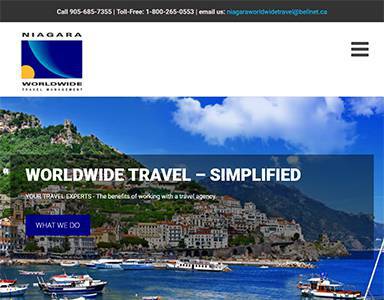 Call 905-685-7355 | Toll-Free: 1-800-265-0553 | email us: niagaraworldwidetravel@bellnet.ca
NIAGARA
WORLDWIDE
TRAVEL MANAGEMENT
WORLDWIDE TRAVEL – SIMPLIFIED
YOUR TRAVEL EXPERTS - The benefits of working with a travel agency.
WHAT WE DO